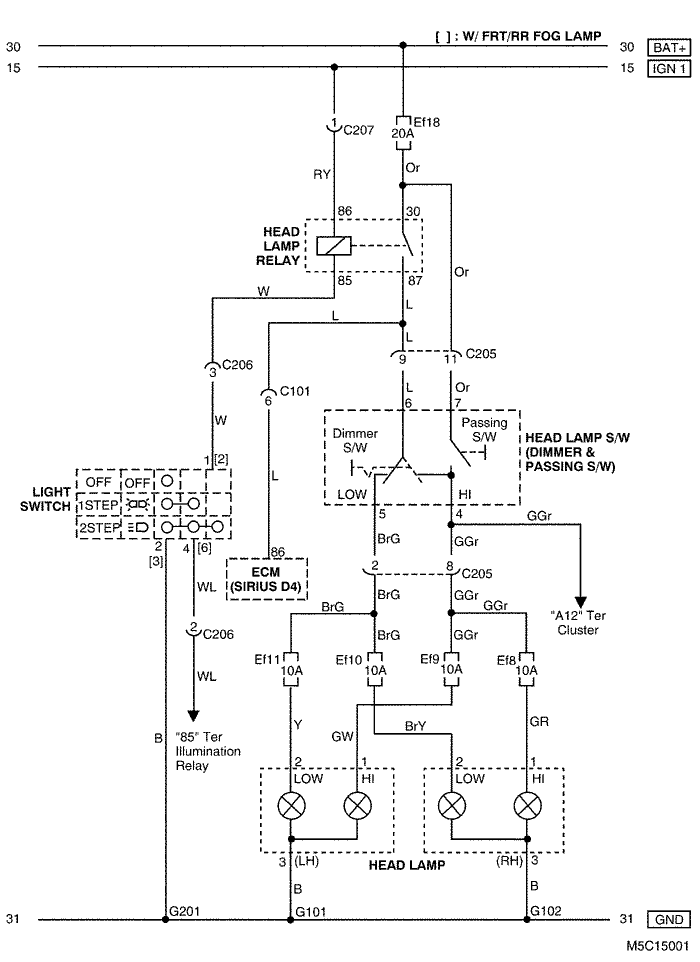 [ ] : W/ FRT/RR FOG LAMP
30
30
BAT+
15
15
IGN 1
1
C207
Ef18
20A
RY
Or
86
30
HEAD
LAMP
RELAY
Or
85
87
W
L
L
L
9
11
C205
C206
3
C101
6
L
Or
6
7
W
Dimmer
S/W
Passing
S/W
HEAD LAMP S/W
(DIMMER &
PASSING S/W)
1
[2]
L
LOW
HI
LIGHT
SWITCH
OFF
OFF
1STEP
2STEP
5
4
GGr
BrG
GGr
2
[3]
4
[6]
86
ECM
(SIRIUS D4)
2
8
C205
WL
BrG
GGr
BrG
GGr
"A12" Ter
Cluster
2
C206
BrG
GGr
Ef11
10A
Ef10
10A
Ef9
10A
Ef8
10A
WL
B
"85" Ter
Illumination
Relay
Y
GW
BrY
GR
2
1
2
1
LOW
HI
LOW
HI
3
(LH)
HEAD LAMP
(RH)
3
B
B
G201
G101
G102
31
31
GND
M5C15001